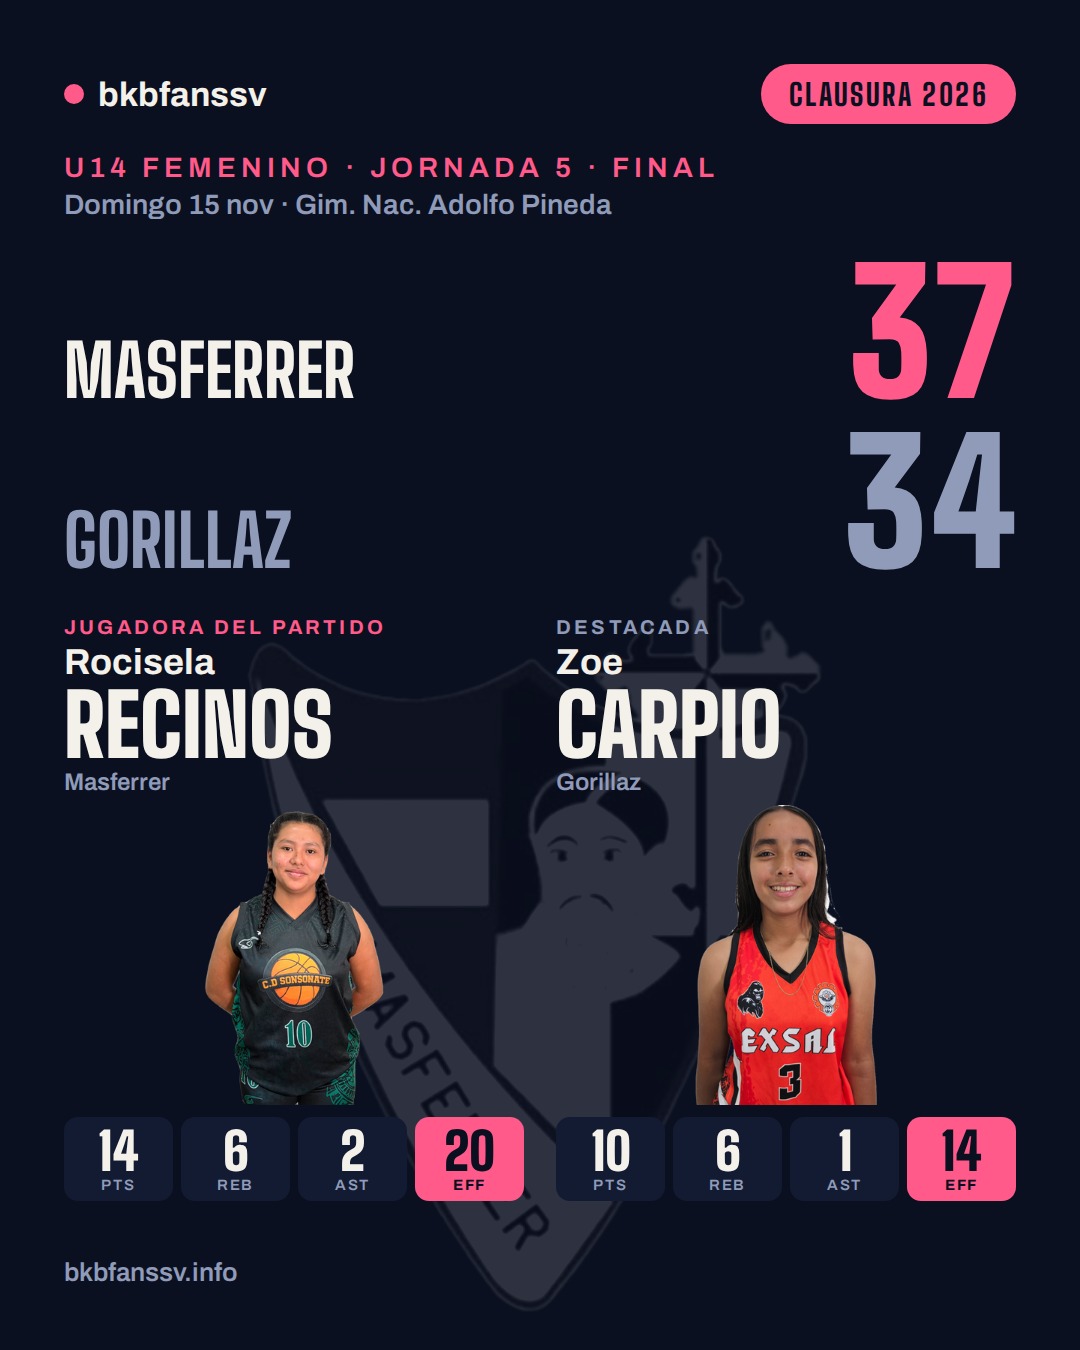 bkbfanssv
CLAUSURA 2026
U14 FEMENINO · JORNADA 5 · FINAL
Domingo 15 nov · Gim. Nac. Adolfo Pineda
MASFERRER 37
GORILLAZ 34
JUGADORA DEL PARTIDO
Rocisela
RECINOS
Masferrer
DESTACADA
Zoe
CARPIO
Gorillaz
C.D SONSONATE
10
EXSAL
3
14 PTS
6 REB
2 AST
20 EFF
10 PTS
6 REB
1 AST
14 EFF
bkbfanssv.info